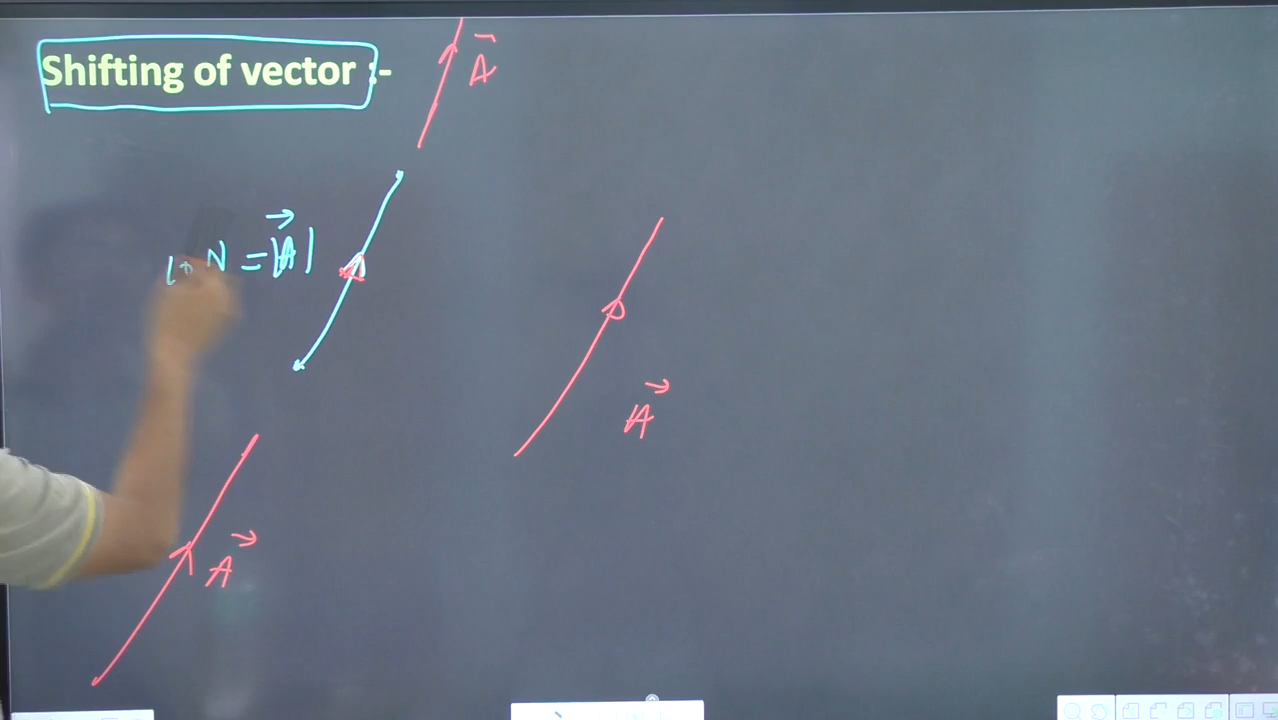 Shifting of vector :-
A⃗
N = |A⃗|
A⃗
A⃗